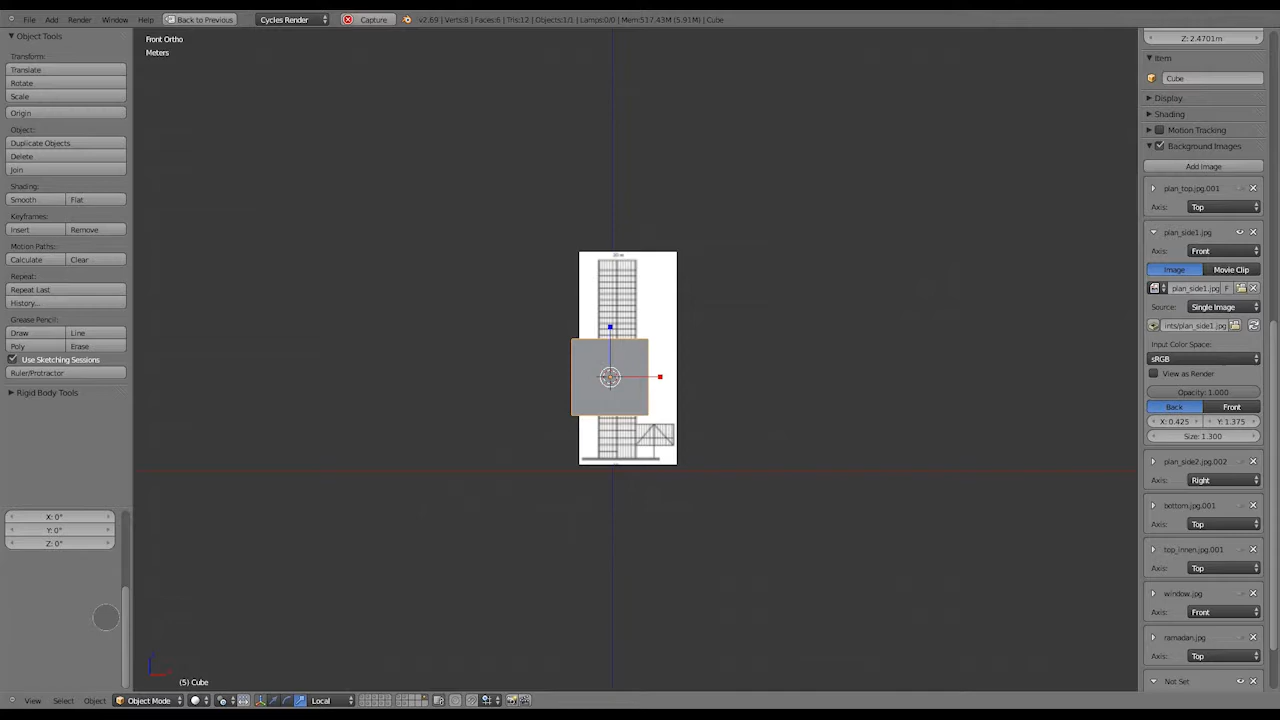 File Add Render Window Help Back to Previous Cycles Render Capture v2.69 | Verts:8 | Faces:6 | Tris:12 | Objects:1/1 | Lamps:0/0 | Mem:517.43M (5.91M) | Cube
Object Tools
Transform:
Translate
Rotate
Scale
Origin
Object:
Duplicate Objects
Delete
Join
Shading:
Smooth Flat
Keyframes:
Insert Remove
Motion Paths:
Calculate Clear
Repeat:
Repeat Last
History...
Grease Pencil:
Draw Line
Poly Erase
Use Sketching Sessions
Ruler/Protractor
Rigid Body Tools
X: 0°
Y: 0°
Z: 0°
Front Ortho
Meters
(5) Cube
Z: 2.4701m
Item
Cube
Display
Shading
Motion Tracking
Background Images
Add Image
plan_top.jpg.001
Axis: Top
plan_side1.jpg
Axis: Front
Image Movie Clip
plan_side1.jpg F
Source: Single Image
ints/plan_side1.jpg
Input Color Space:
sRGB
View as Render
Opacity: 1.000
Back Front
X: 0.425 Y: 1.375
Size: 1.300
plan_side2.jpg.002
Axis: Right
bottom.jpg.001
Axis: Top
top_innen.jpg.001
Axis: Top
window.jpg
Axis: Front
ramadan.jpg
Axis: Top
Not Set
View Select Object Object Mode Local